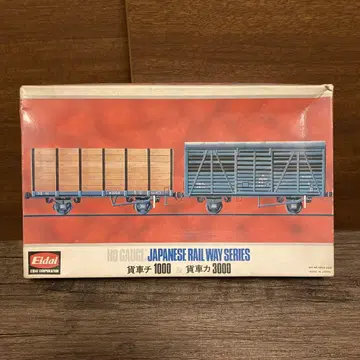 HO GAUGE JAPANESE RAIL WAY SERIES
貨車チ 1000 貨車カ 3000
Eidai
EIDAI CORPORATION